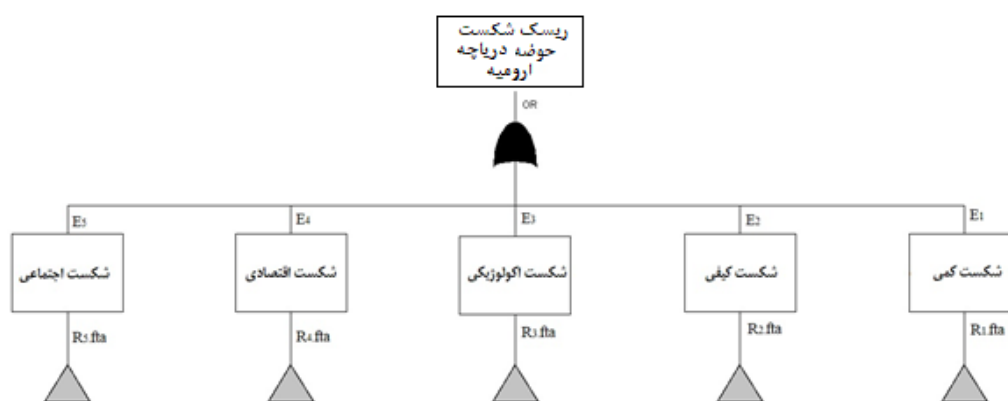 ریسک شکست
حوضه دریاچه
ارومیه
OR
E1
E2
E3
E4
E5
شکست کمی
شکست کیفی
شکست اکولوژیکی
شکست اقتصادی
شکست اجتماعی
R1.fta
R2.fta
R3.fta
R4.fta
R5.fta